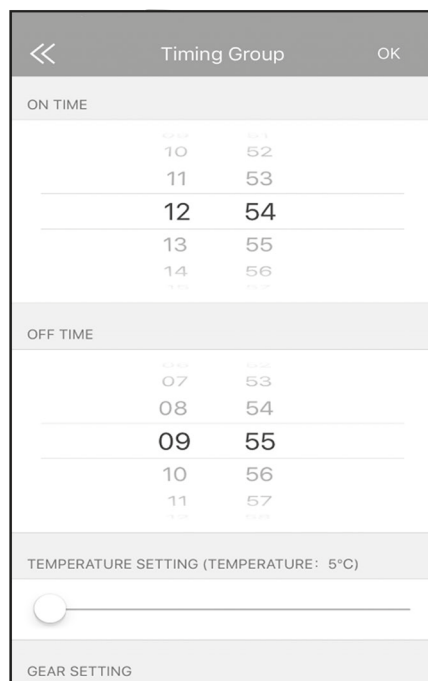 Timing Group OK
ON TIME
10 52
11 53
12 54
13 55
14 56
OFF TIME
07 53
08 54
09 55
10 56
11 57
TEMPERATURE SETTING (TEMPERATURE: 5°C)
GEAR SETTING